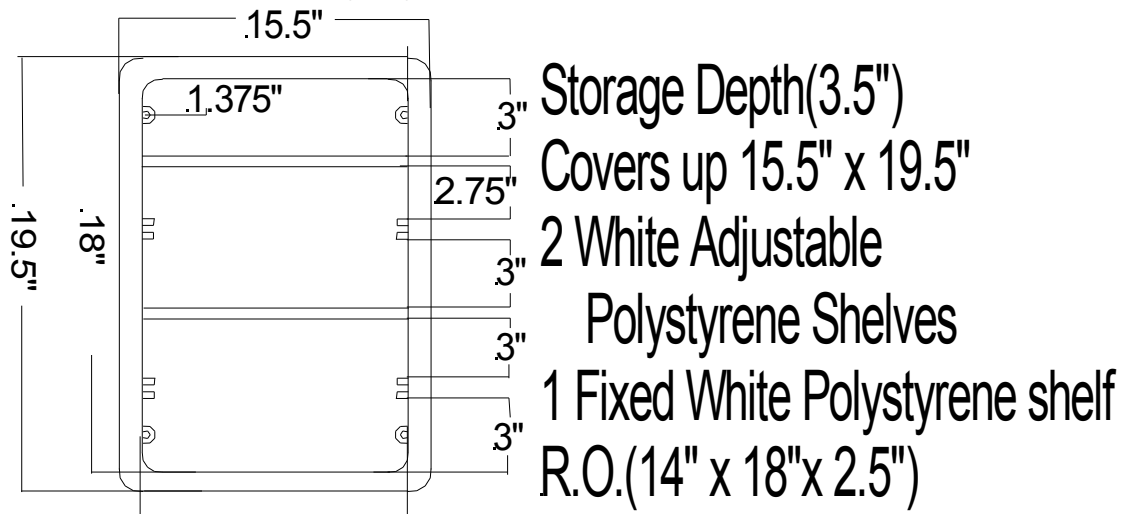 .15.5"
.1.375"
.3"
2.75"
.3"
.3"
.3"
.19.5"
.18"
Storage Depth(3.5")
Covers up 15.5" x 19.5"
2 White Adjustable
Polystyrene Shelves
1 Fixed White Polystyrene shelf
R.O.(14" x 18"x 2.5")